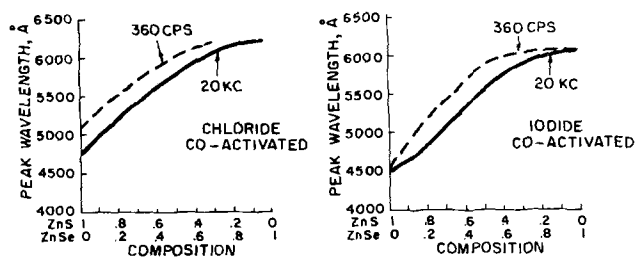 PEAK WAVELENGTH, Å
6500
6000
5500
5000
4500
4000
360 CPS
20 KC
CHLORIDE
CO-ACTIVATED
ZnS 1 .8 .6 .4 .2 0
ZnSe 0 .2 .4 .6 .8 1
COMPOSITION
PEAK WAVELENGTH, Å
6500
6000
5500
5000
4500
4000
360 CPS
20 KC
IODIDE
CO-ACTIVATED
ZnS 1 .8 .6 4 .2 0
ZnSe 0 .2 .4 .6 .8 1
COMPOSITION